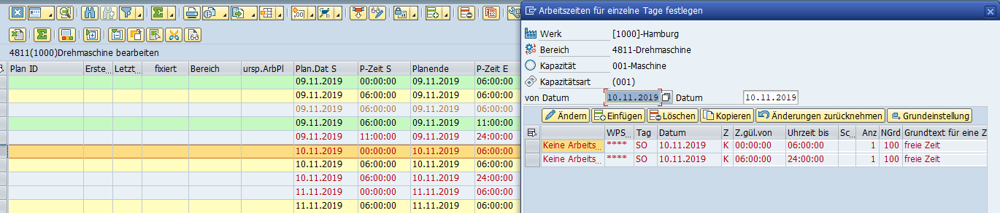 4811(1000)Drehmaschine bearbeiten
Plan ID Erste... Letzt... fixiert Bereich urspr.ArbPl Plan.Dat S P-Zeit S Planende P-Zeit E
09.11.2019 00:00:00 09.11.2019 06:00:00
09.11.2019 00:00:00 09.11.2019 06:00:00
09.11.2019 06:00:00 09.11.2019 06:00:00
09.11.2019 06:00:00 09.11.2019 11:00:00
09.11.2019 11:00:00 09.11.2019 24:00:00
10.11.2019 00:00:00 10.11.2019 06:00:00
10.11.2019 06:00:00 10.11.2019 06:00:00
10.11.2019 06:00:00 10.11.2019 24:00:00
11.11.2019 00:00:00 11.11.2019 06:00:00
11.11.2019 06:00:00 11.11.2019 06:00:00
Arbeitszeiten für einzelne Tage festlegen
Werk [1000]-Hamburg
Bereich 4811-Drehmaschine
Kapazität 001-Maschine
Kapazitätsart (001)
von Datum 10.11.2019 Datum 10.11.2019
Ändern Einfügen Löschen Kopieren Änderungen zurücknehmen Grundeinstellung
WPS... Tag Datum Z Z.gül.von Uhrzeit bis Sc... Anz NGrd Grundtext für eine Z
Keine Arbeits... **** SO 10.11.2019 K 00:00:00 06:00:00 1 100 freie Zeit
Keine Arbeits... **** SO 10.11.2019 K 06:00:00 24:00:00 1 100 freie Zeit